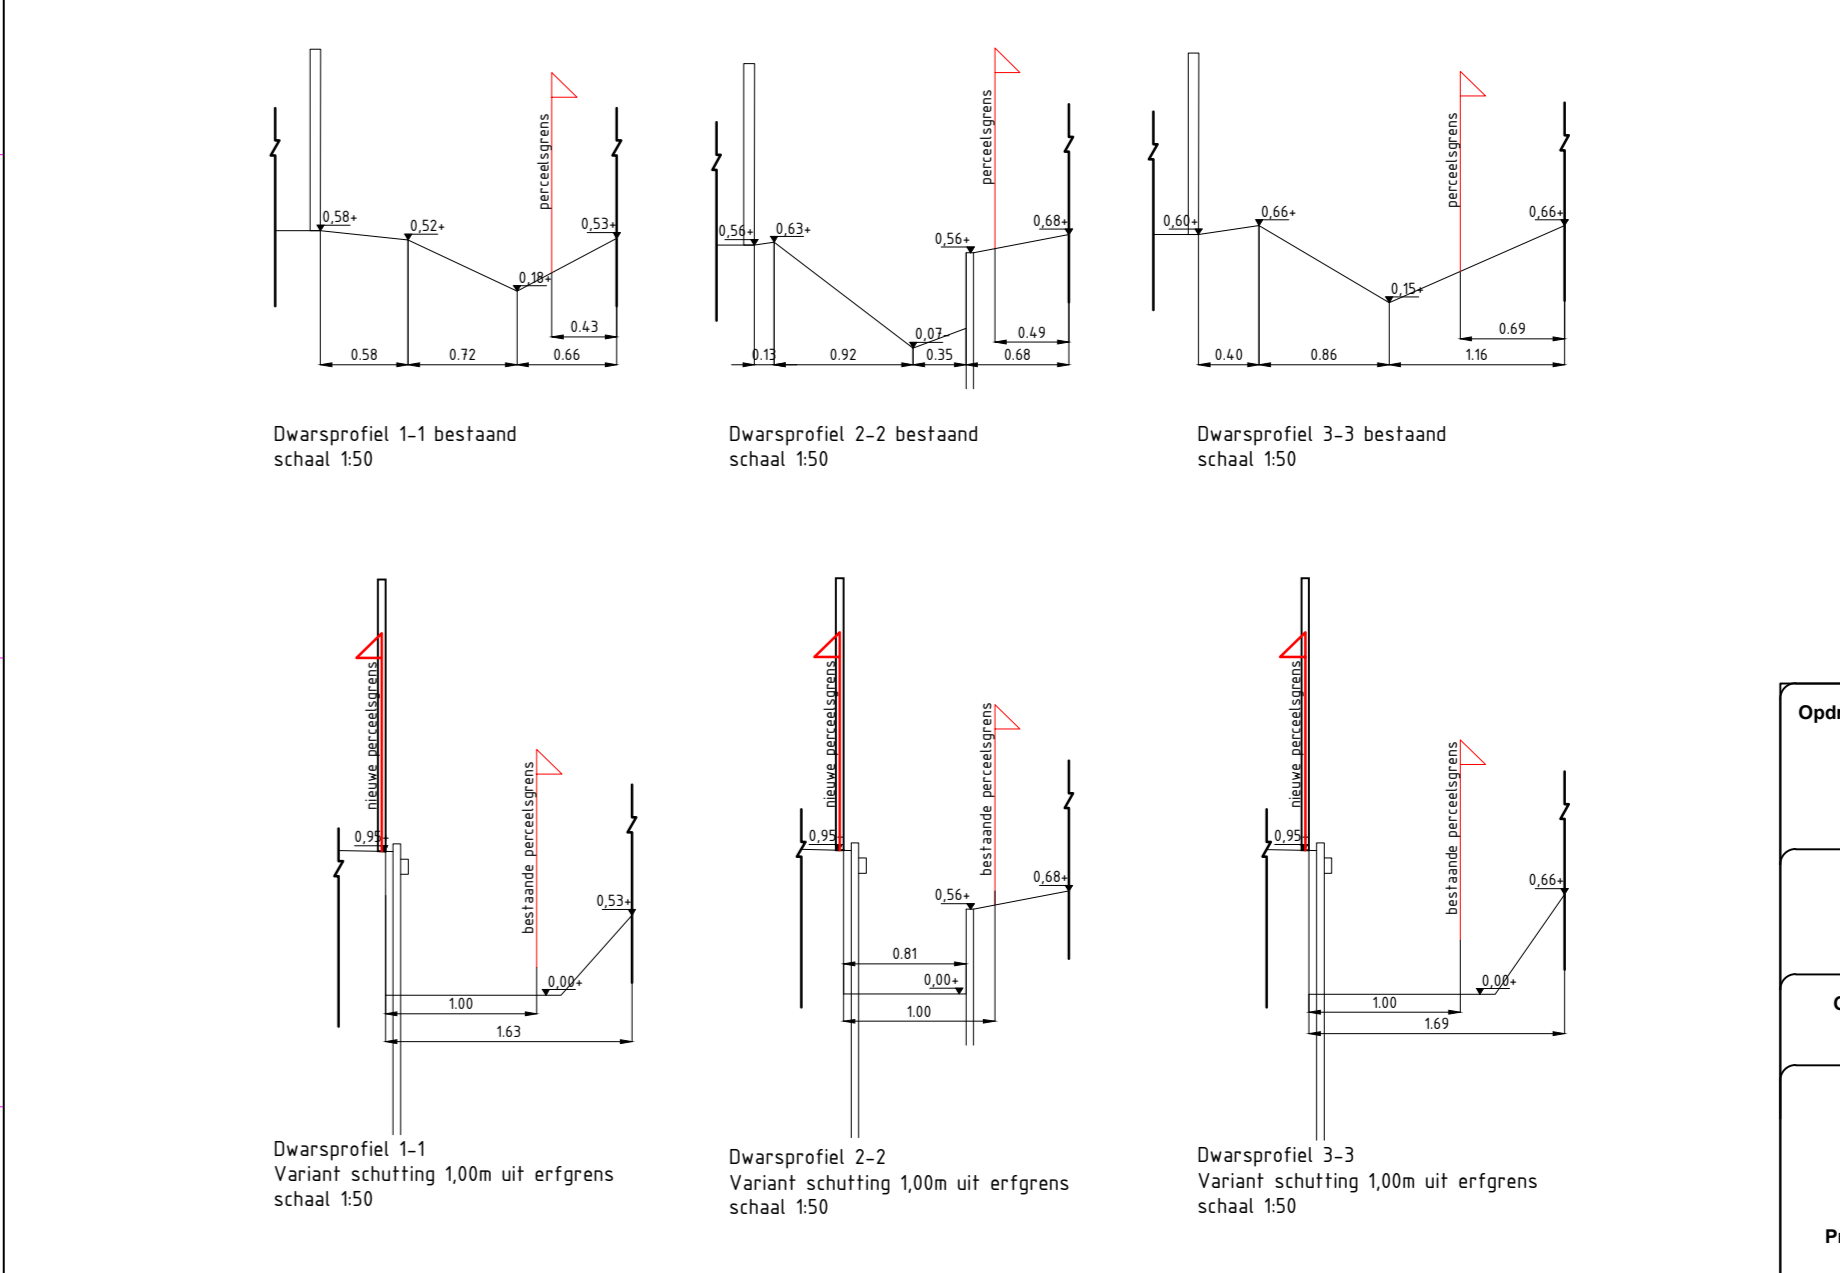 perceelsgrens
0,58+
0,52+
0,18+
0,53+
0.43
0.58
0.72
0.66
Dwarsprofiel 1-1 bestaand
schaal 1:50
perceelsgrens
0,56+
0,63+
0,07-
0,56+
0,68+
0.49
0.13
0.92
0.35
0.68
Dwarsprofiel 2-2 bestaand
schaal 1:50
perceelsgrens
0,60+
0,66+
0,15+
0,66+
0.69
0.40
0.86
1.16
Dwarsprofiel 3-3 bestaand
schaal 1:50
nieuwe perceelsgrens
bestaande perceelsgrens
0,95+
0,53+
0,00+
1.00
1.63
Dwarsprofiel 1-1
Variant schutting 1,00m uit erfgrens
schaal 1:50
nieuwe perceelsgrens
bestaande perceelsgrens
0,95+
0,56+
0,68+
0.81
0,00+
1.00
Dwarsprofiel 2-2
Variant schutting 1,00m uit erfgrens
schaal 1:50
nieuwe perceelsgrens
bestaande perceelsgrens
0,95+
0,66+
0,00+
1.00
1.69
Dwarsprofiel 3-3
Variant schutting 1,00m uit erfgrens
schaal 1:50